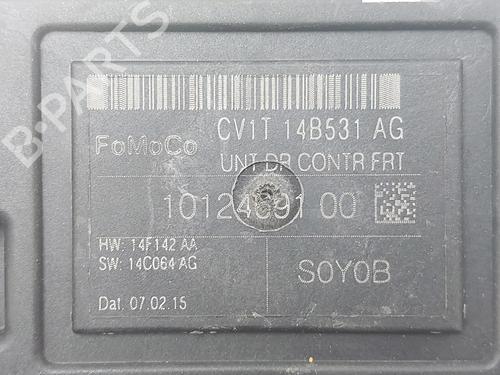 B-PARTS
FoMoCo
CV1T 14B531 AG
UNT DR CONTR FRT
00
HW: 14F142 AA
SW: 14C064 AG
S0Y0B
Dat. 07.02.15